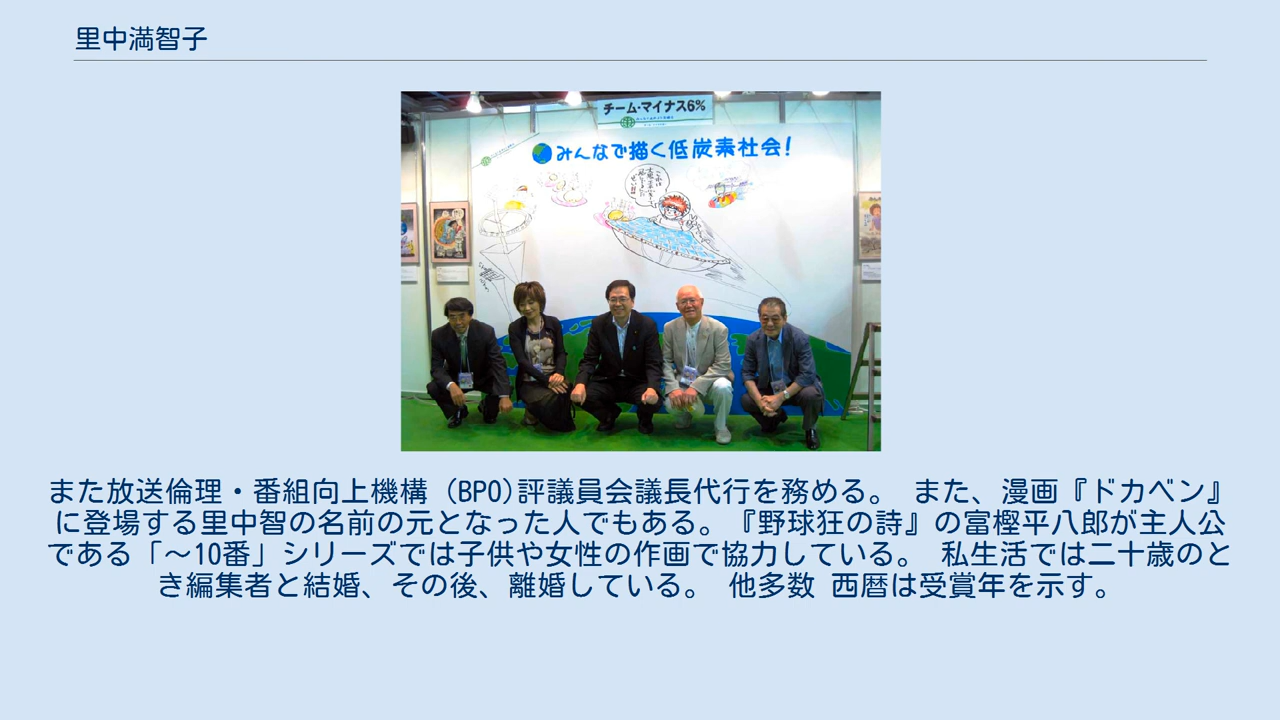 里中満智子
チーム・マイナス6%
みんなで描く低炭素社会!
また放送倫理・番組向上機構（BPO)評議員会議長代行を務める。 また、漫画『ドカベン』
に登場する里中智の名前の元となった人でもある。『野球狂の詩』の富樫平八郎が主人公
である「～10番」シリーズでは子供や女性の作画で協力している。 私生活では二十歳のと
き編集者と結婚、その後、離婚している。 他多数 西暦は受賞年を示す。